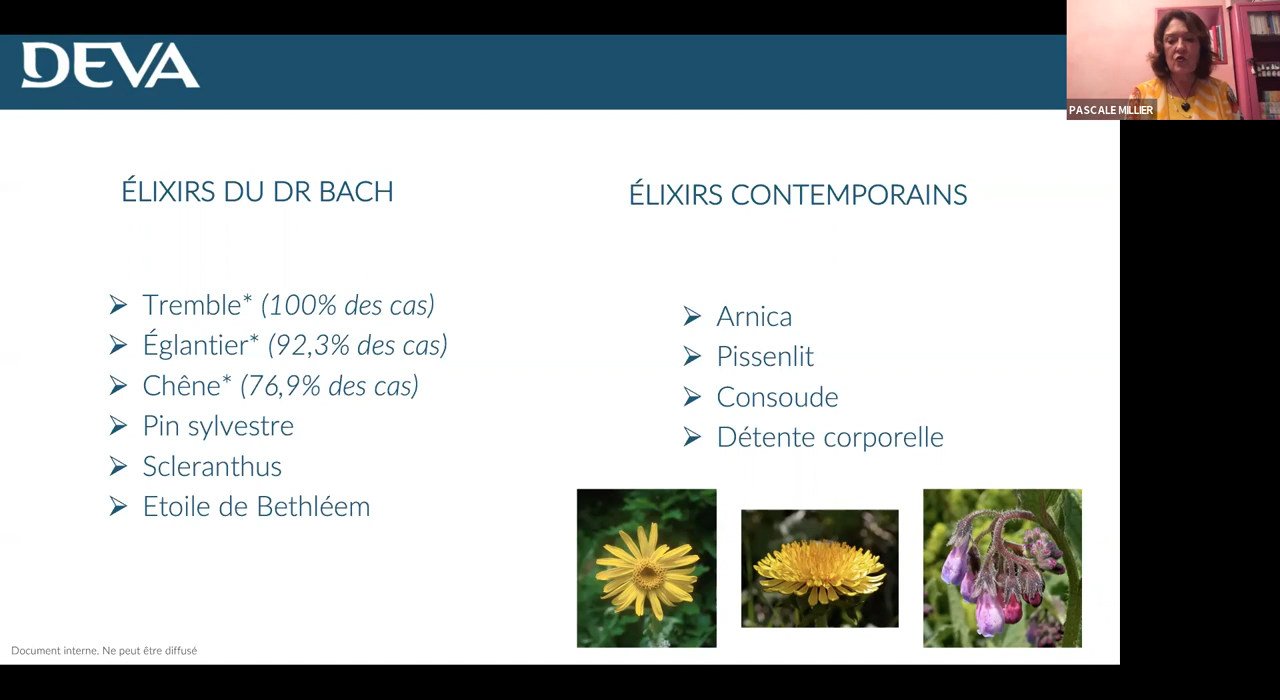 DEVA
PASCALE MILLIER
ÉLIXIRS DU DR BACH
Tremble* (100% des cas)
Églantier* (92,3% des cas)
Chêne* (76,9% des cas)
Pin sylvestre
Scleranthus
Etoile de Bethléem
ÉLIXIRS CONTEMPORAINS
Arnica
Pissenlit
Consoude
Détente corporelle
Document interne. Ne peut être diffusé